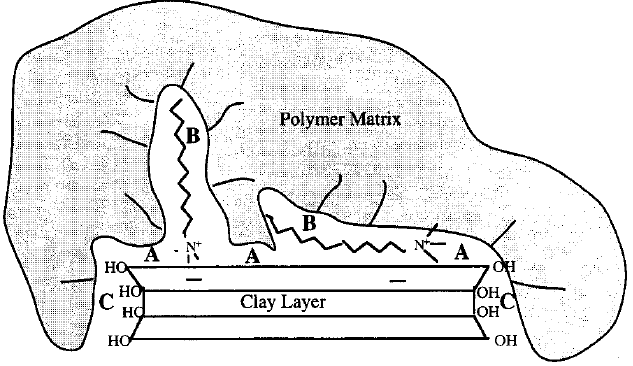 Polymer Matrix
B
B
A N+ A N+ A
HO OH
C HO OH C
HO Clay Layer OH
HO OH